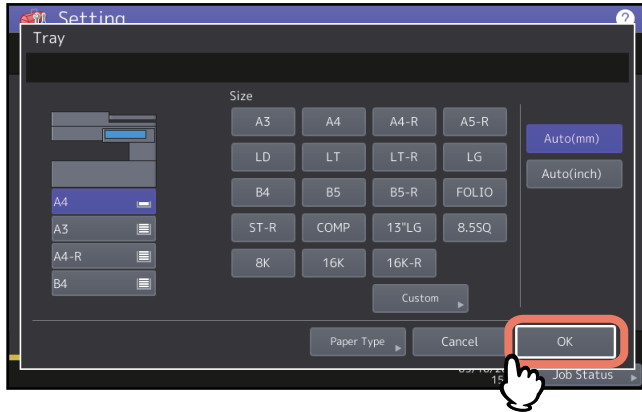 Setting
?
Tray
Size
A3 A4 A4-R A5-R
Auto(mm)
LD LT LT-R LG
Auto(inch)
B4 B5 B5-R FOLIO
A4
A3
ST-R COMP 13"LG 8.5SQ
A4-R
8K 16K 16K-R
B4
Custom
Paper Type Cancel OK
15
Job Status